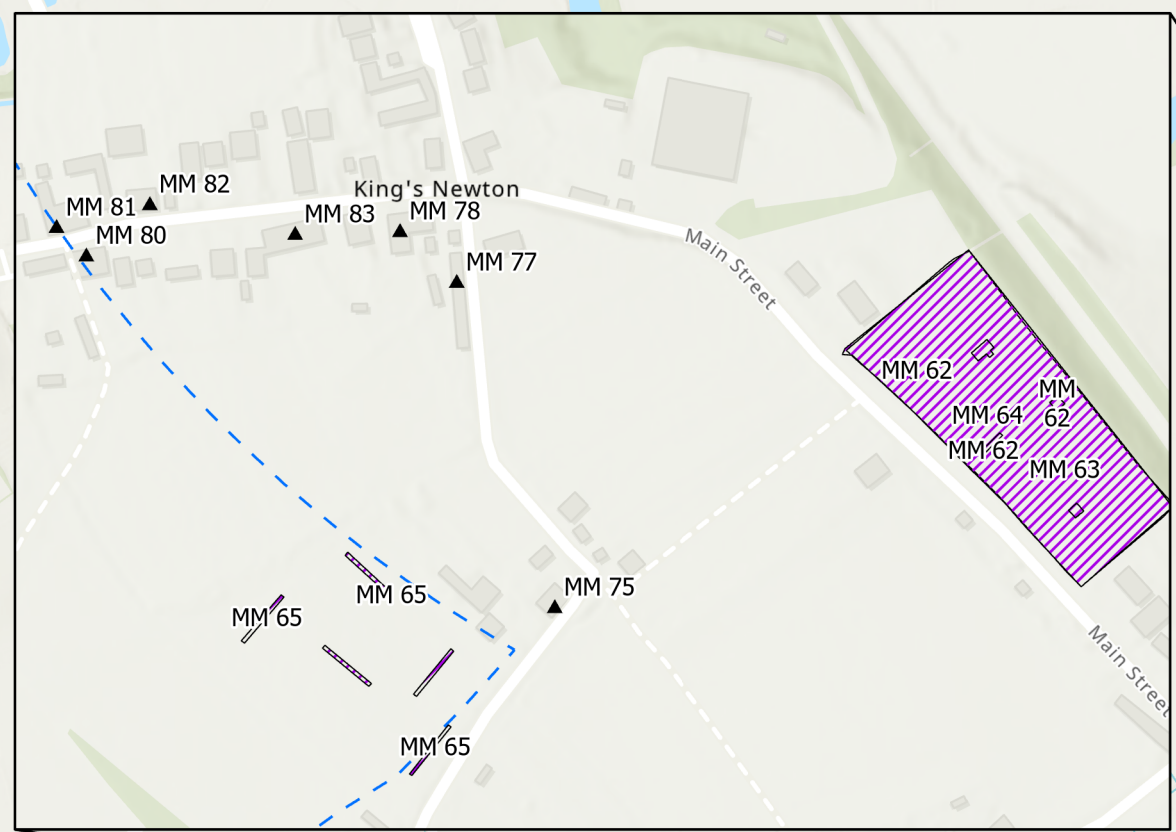 MM 82
King's Newton
MM 81
MM 83
MM 78
MM 80
MM 77
Main Street
MM 62
MM
62
MM 64
MM 62
MM 63
MM 75
MM 65
MM 65
Main Street
MM 65